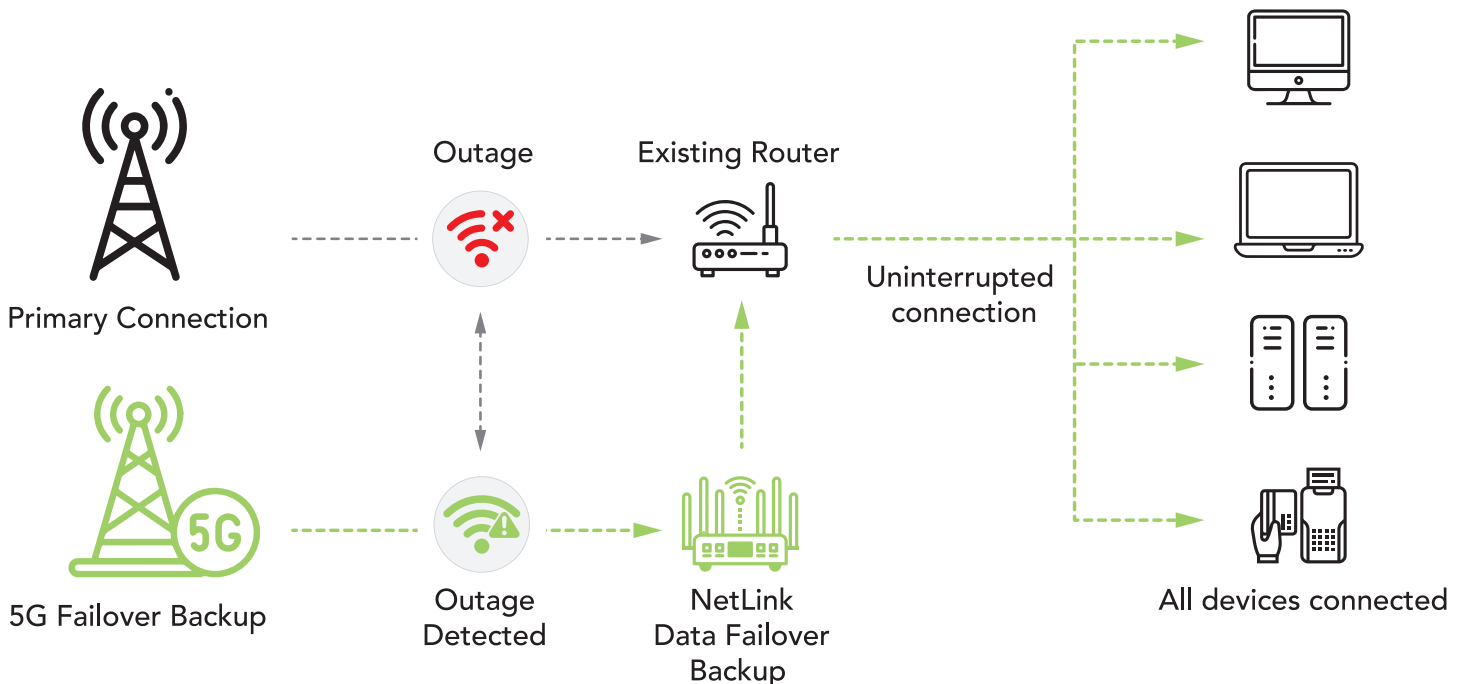 Outage
Existing Router
Primary Connection
Uninterrupted
connection
5G
5G Failover Backup
Outage
Detected
NetLink
Data Failover
Backup
All devices connected